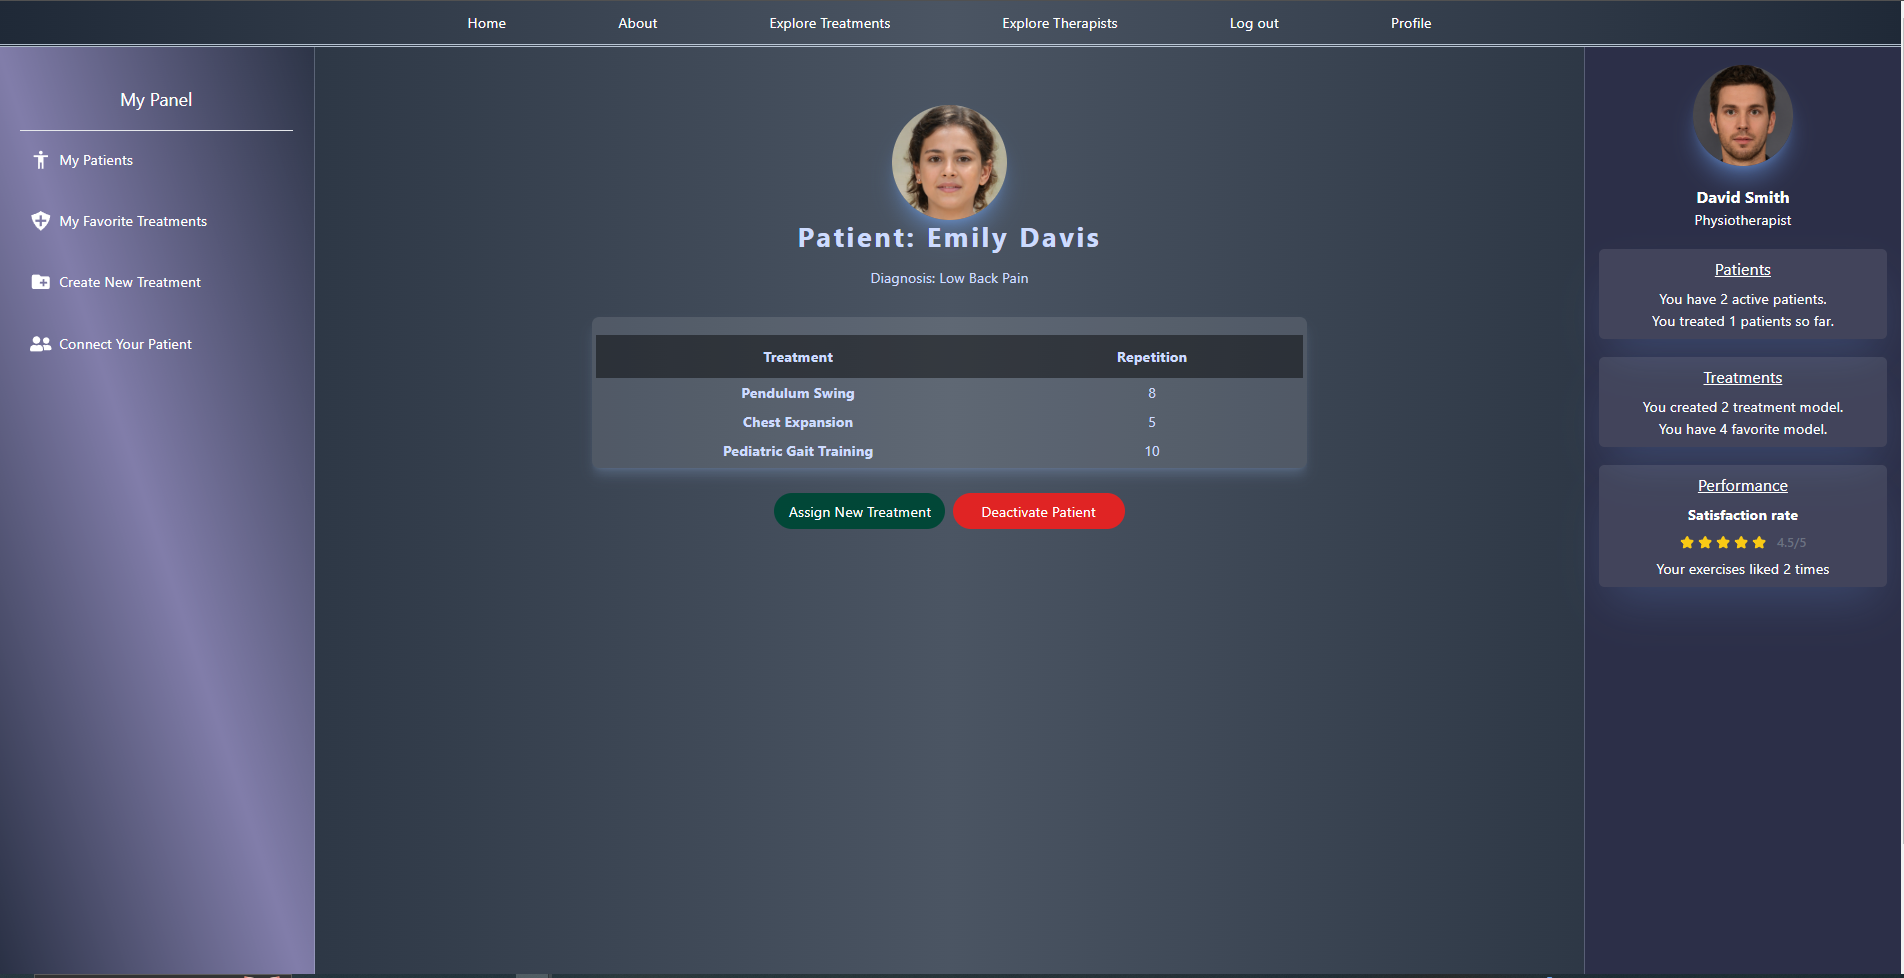 Home About Explore Treatments Explore Therapists Log out Profile
My Panel
My Patients
My Favorite Treatments
Create New Treatment
Connect Your Patient
Patient: Emily Davis
Diagnosis: Low Back Pain
Treatment Repetition
Pendulum Swing 8
Chest Expansion 5
Pediatric Gait Training 10
Assign New Treatment Deactivate Patient
David Smith
Physiotherapist
Patients
You have 2 active patients.
You treated 1 patients so far.
Treatments
You created 2 treatment model.
You have 4 favorite model.
Performance
Satisfaction rate
4.5/5
Your exercises liked 2 times